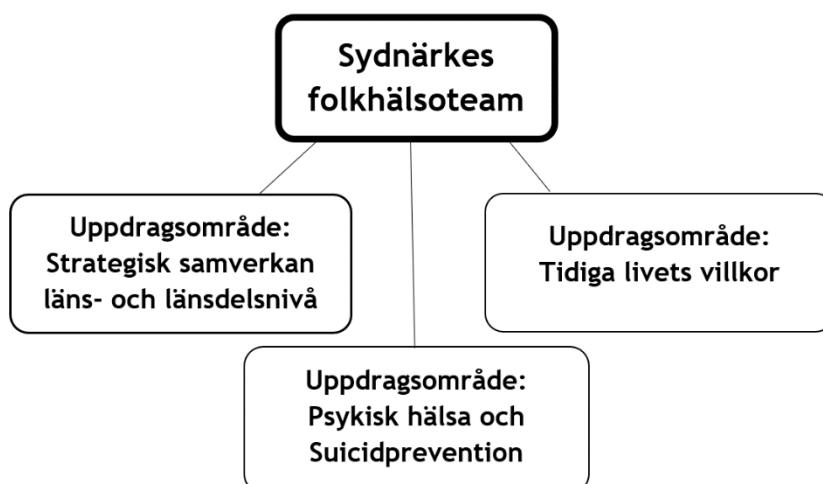 Sydnärkes
folkhälsoteam
Uppdragsområde:
Strategisk samverkan
läns- och länsdelsnivå
Uppdragsområde:
Tidiga livets villkor
Uppdragsområde:
Psykisk hälsa och
Suicidprevention